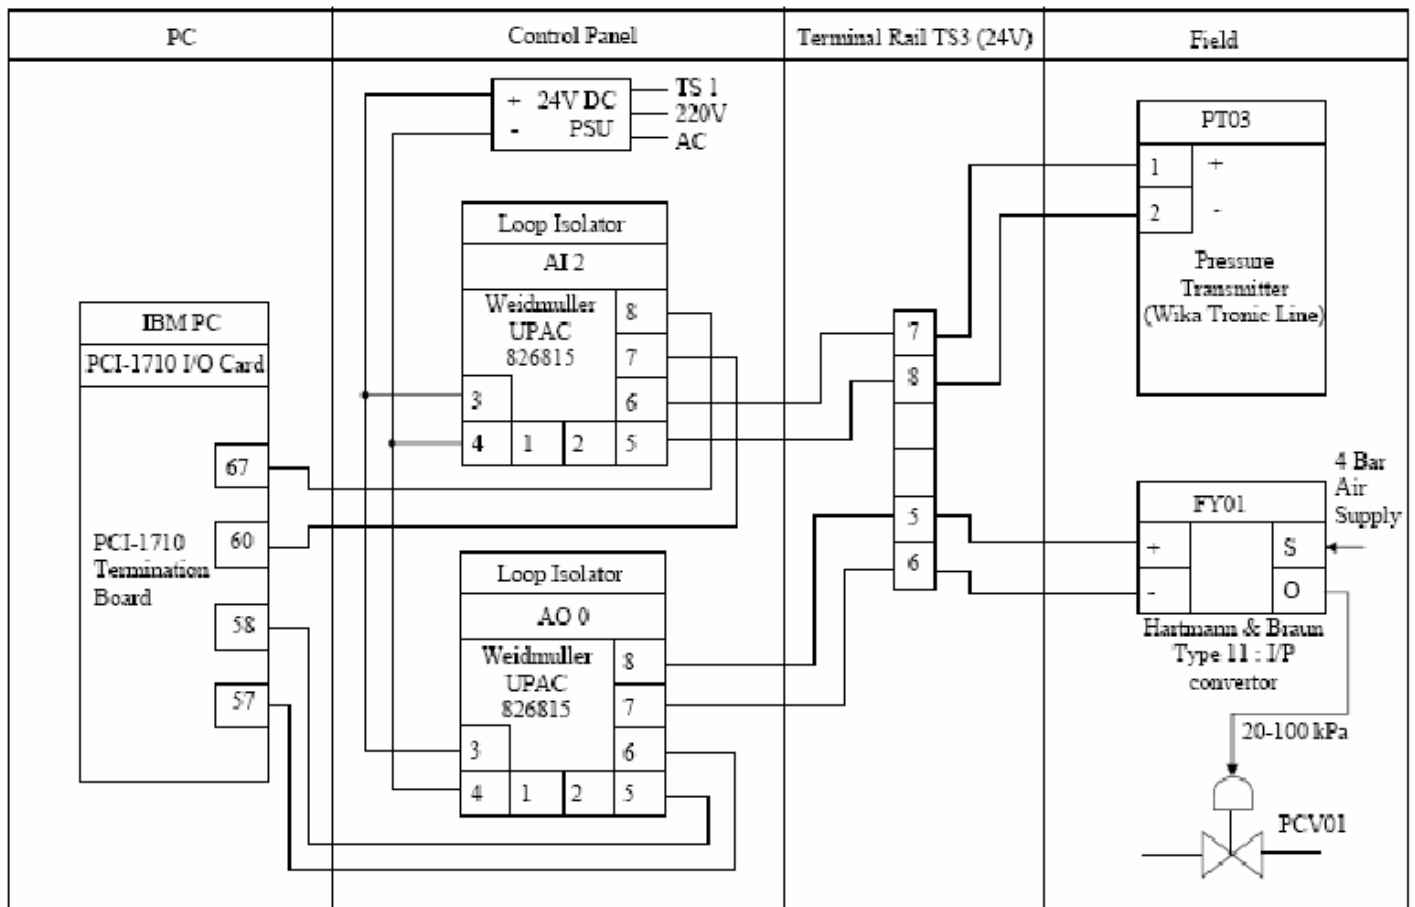 PC
Control Panel
Terminal Rail TS3 (24V)
Field
+ 24V DC
- PSU
TS 1
220V
AC
Loop Isolator
AI 2
Weidmuller
UPAC
826815
8
7
6
5
3
4
1
2
IBM PC
PCI-1710 I/O Card
67
60
58
57
PCI-1710
Termination
Board
Loop Isolator
AO 0
Weidmuller
UPAC
826815
8
7
6
5
3
4
1
2
7
8
5
6
PT03
1 +
2 -
Pressure
Transmitter
(Wika Tronic Line)
4 Bar
Air
Supply
FY01
+
-
S
O
Hartmann & Braun
Type 11 : I/P
convertor
20-100 kPa
PCV01